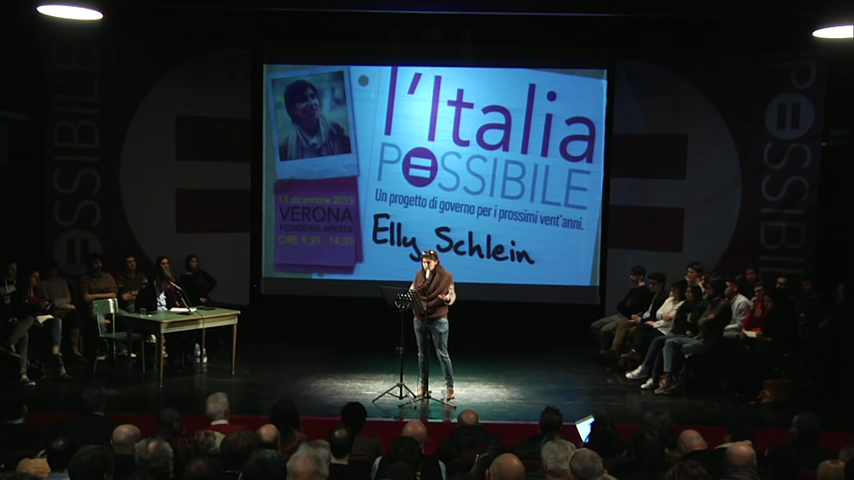 l'Italia
POSSIBILE
Un progetto di governo per i prossimi vent'anni.
Elly Schlein
13 dicembre 2015
VERONA
FONDERIA APERTA
ORE 9.30 - 14.30
POSSIBILE
POSSIBILE